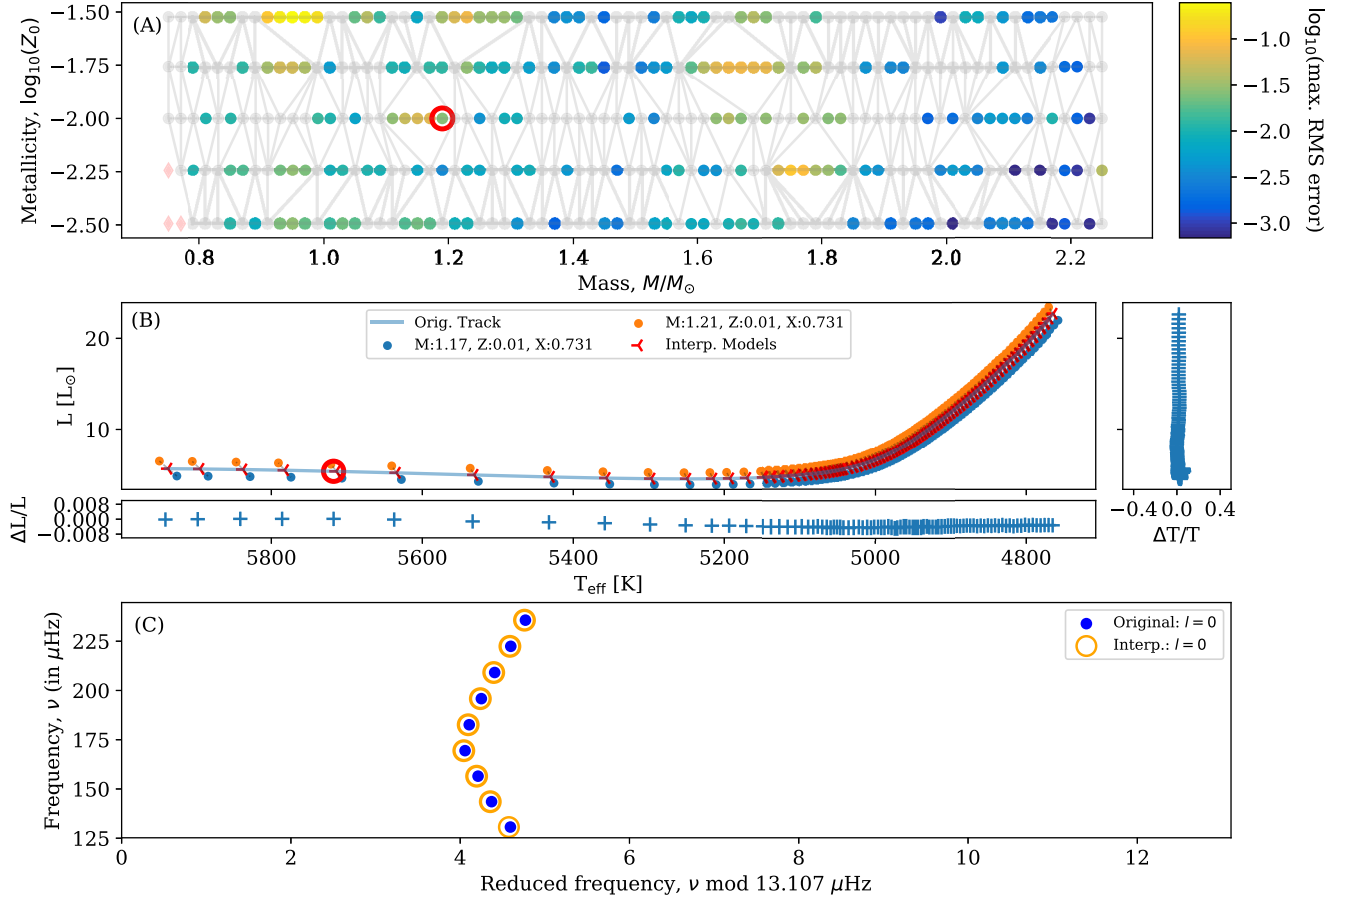 (A)
Metallicity, log₁₀(Z₀)
−1.50
−1.75
−2.00
−2.25
−2.50
0.8
1.0
1.2
1.4
1.6
1.8
2.0
2.2
Mass, M/M⊙
−1.0
−1.5
−2.0
−2.5
−3.0
log₁₀(max. RMS error)
(B)
L [L⊙]
20
10
Orig. Track
M:1.17, Z:0.01, X:0.731
M:1.21, Z:0.01, X:0.731
Interp. Models
ΔL/L
0.008
0.008
−0.008
5800
5600
5400
5200
5000
4800
Teff [K]
−0.4
0.0
0.4
ΔT/T
(C)
Frequency, ν (in μHz)
225
200
175
150
125
Original: l = 0
Interp.: l = 0
0
2
4
6
8
10
12
Reduced frequency, ν mod 13.107 μHz